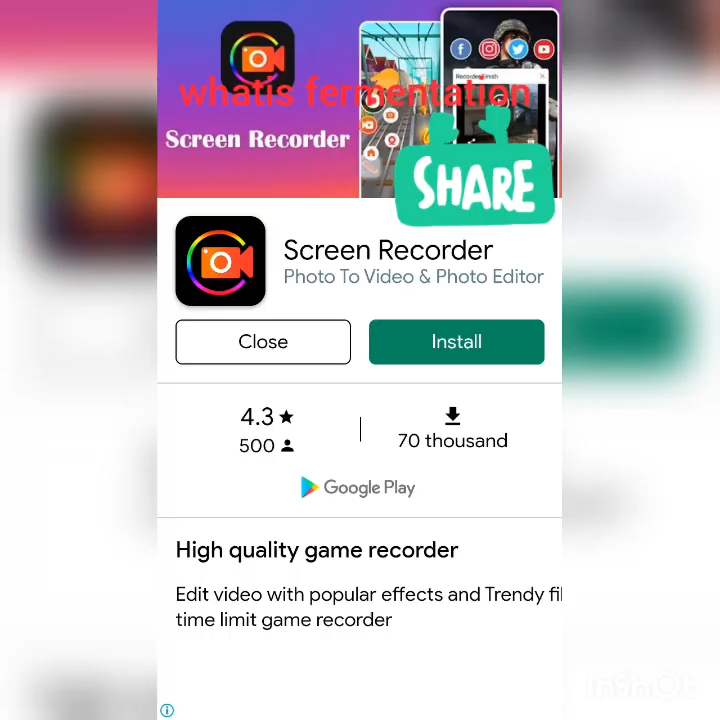 whatis fermentation
Recorder Finish
Screen Recorder
SHARE
Screen Recorder
Photo To Video & Photo Editor
Close
Install
4.3
500
70 thousand
Google Play
High quality game recorder
Edit video with popular effects and Trendy fil
time limit game recorder
InShOt